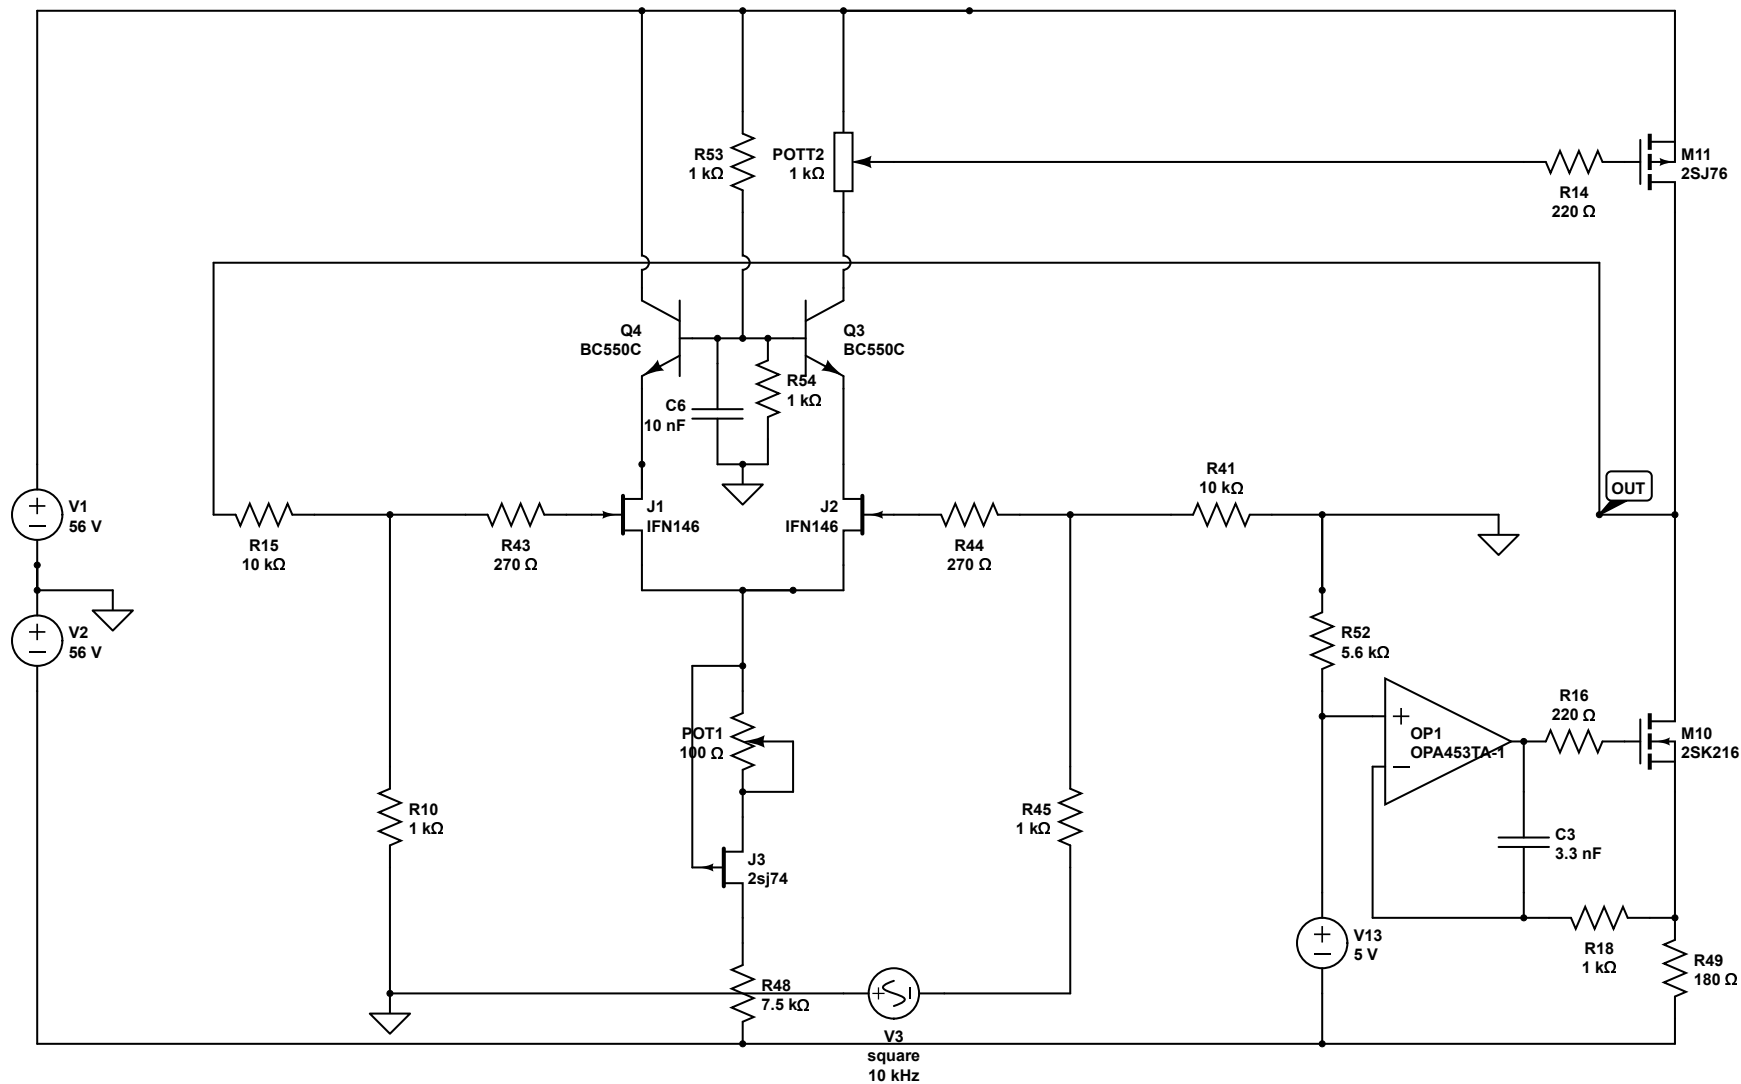 R53
1 kΩ
POTT2
1 kΩ
M11
2SJ76
R14
220 Ω
Q4
BC550C
Q3
BC550C
R54
1 kΩ
C6
10 nF
R41
10 kΩ
OUT
V1
56 V
J1
IFN146
J2
IFN146
R15
10 kΩ
R43
270 Ω
R44
270 Ω
V2
56 V
R52
5.6 kΩ
R16
220 Ω
POT1
100 Ω
OP1
OPA453TA-1
M10
2SK216
R10
1 kΩ
R45
1 kΩ
C3
3.3 nF
J3
2sj74
V13
5 V
R18
1 kΩ
R49
180 Ω
R48
7.5 kΩ
V3
square
10 kHz